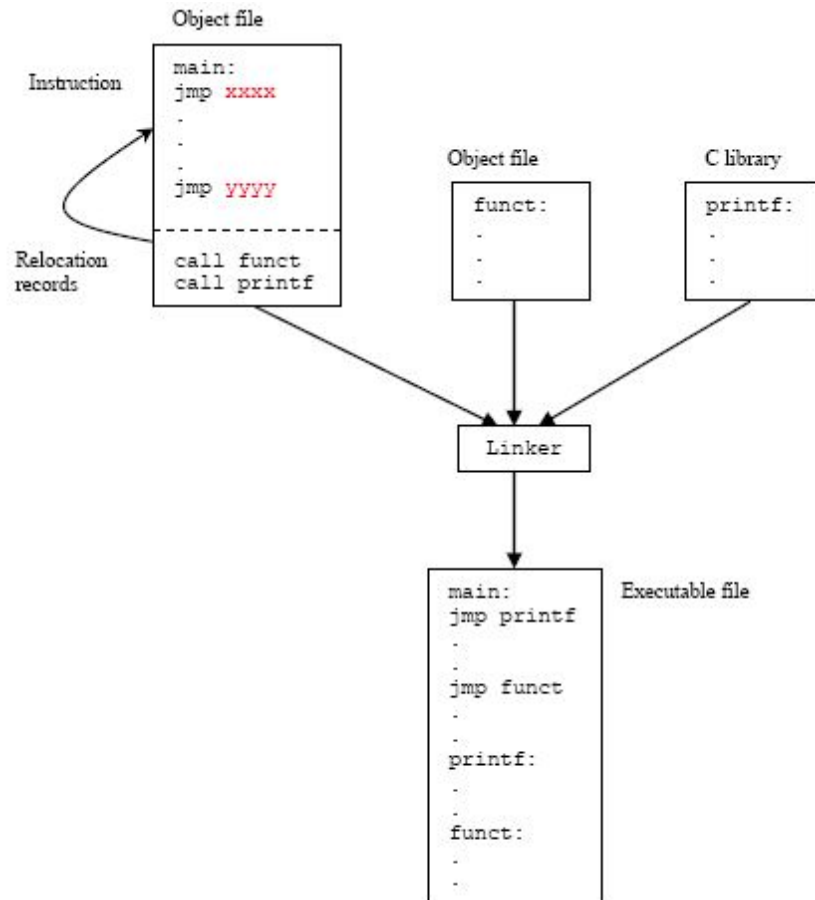 Object file
Instruction
main:
jmp xxxx
.
.
.
jmp yyyy
Relocation
records
call funct
call printf
Object file
funct:
.
.
.
C library
printf:
.
.
.
Linker
Executable file
main:
jmp printf
.
.
jmp funct
.
.
printf:
.
.
funct:
.
.